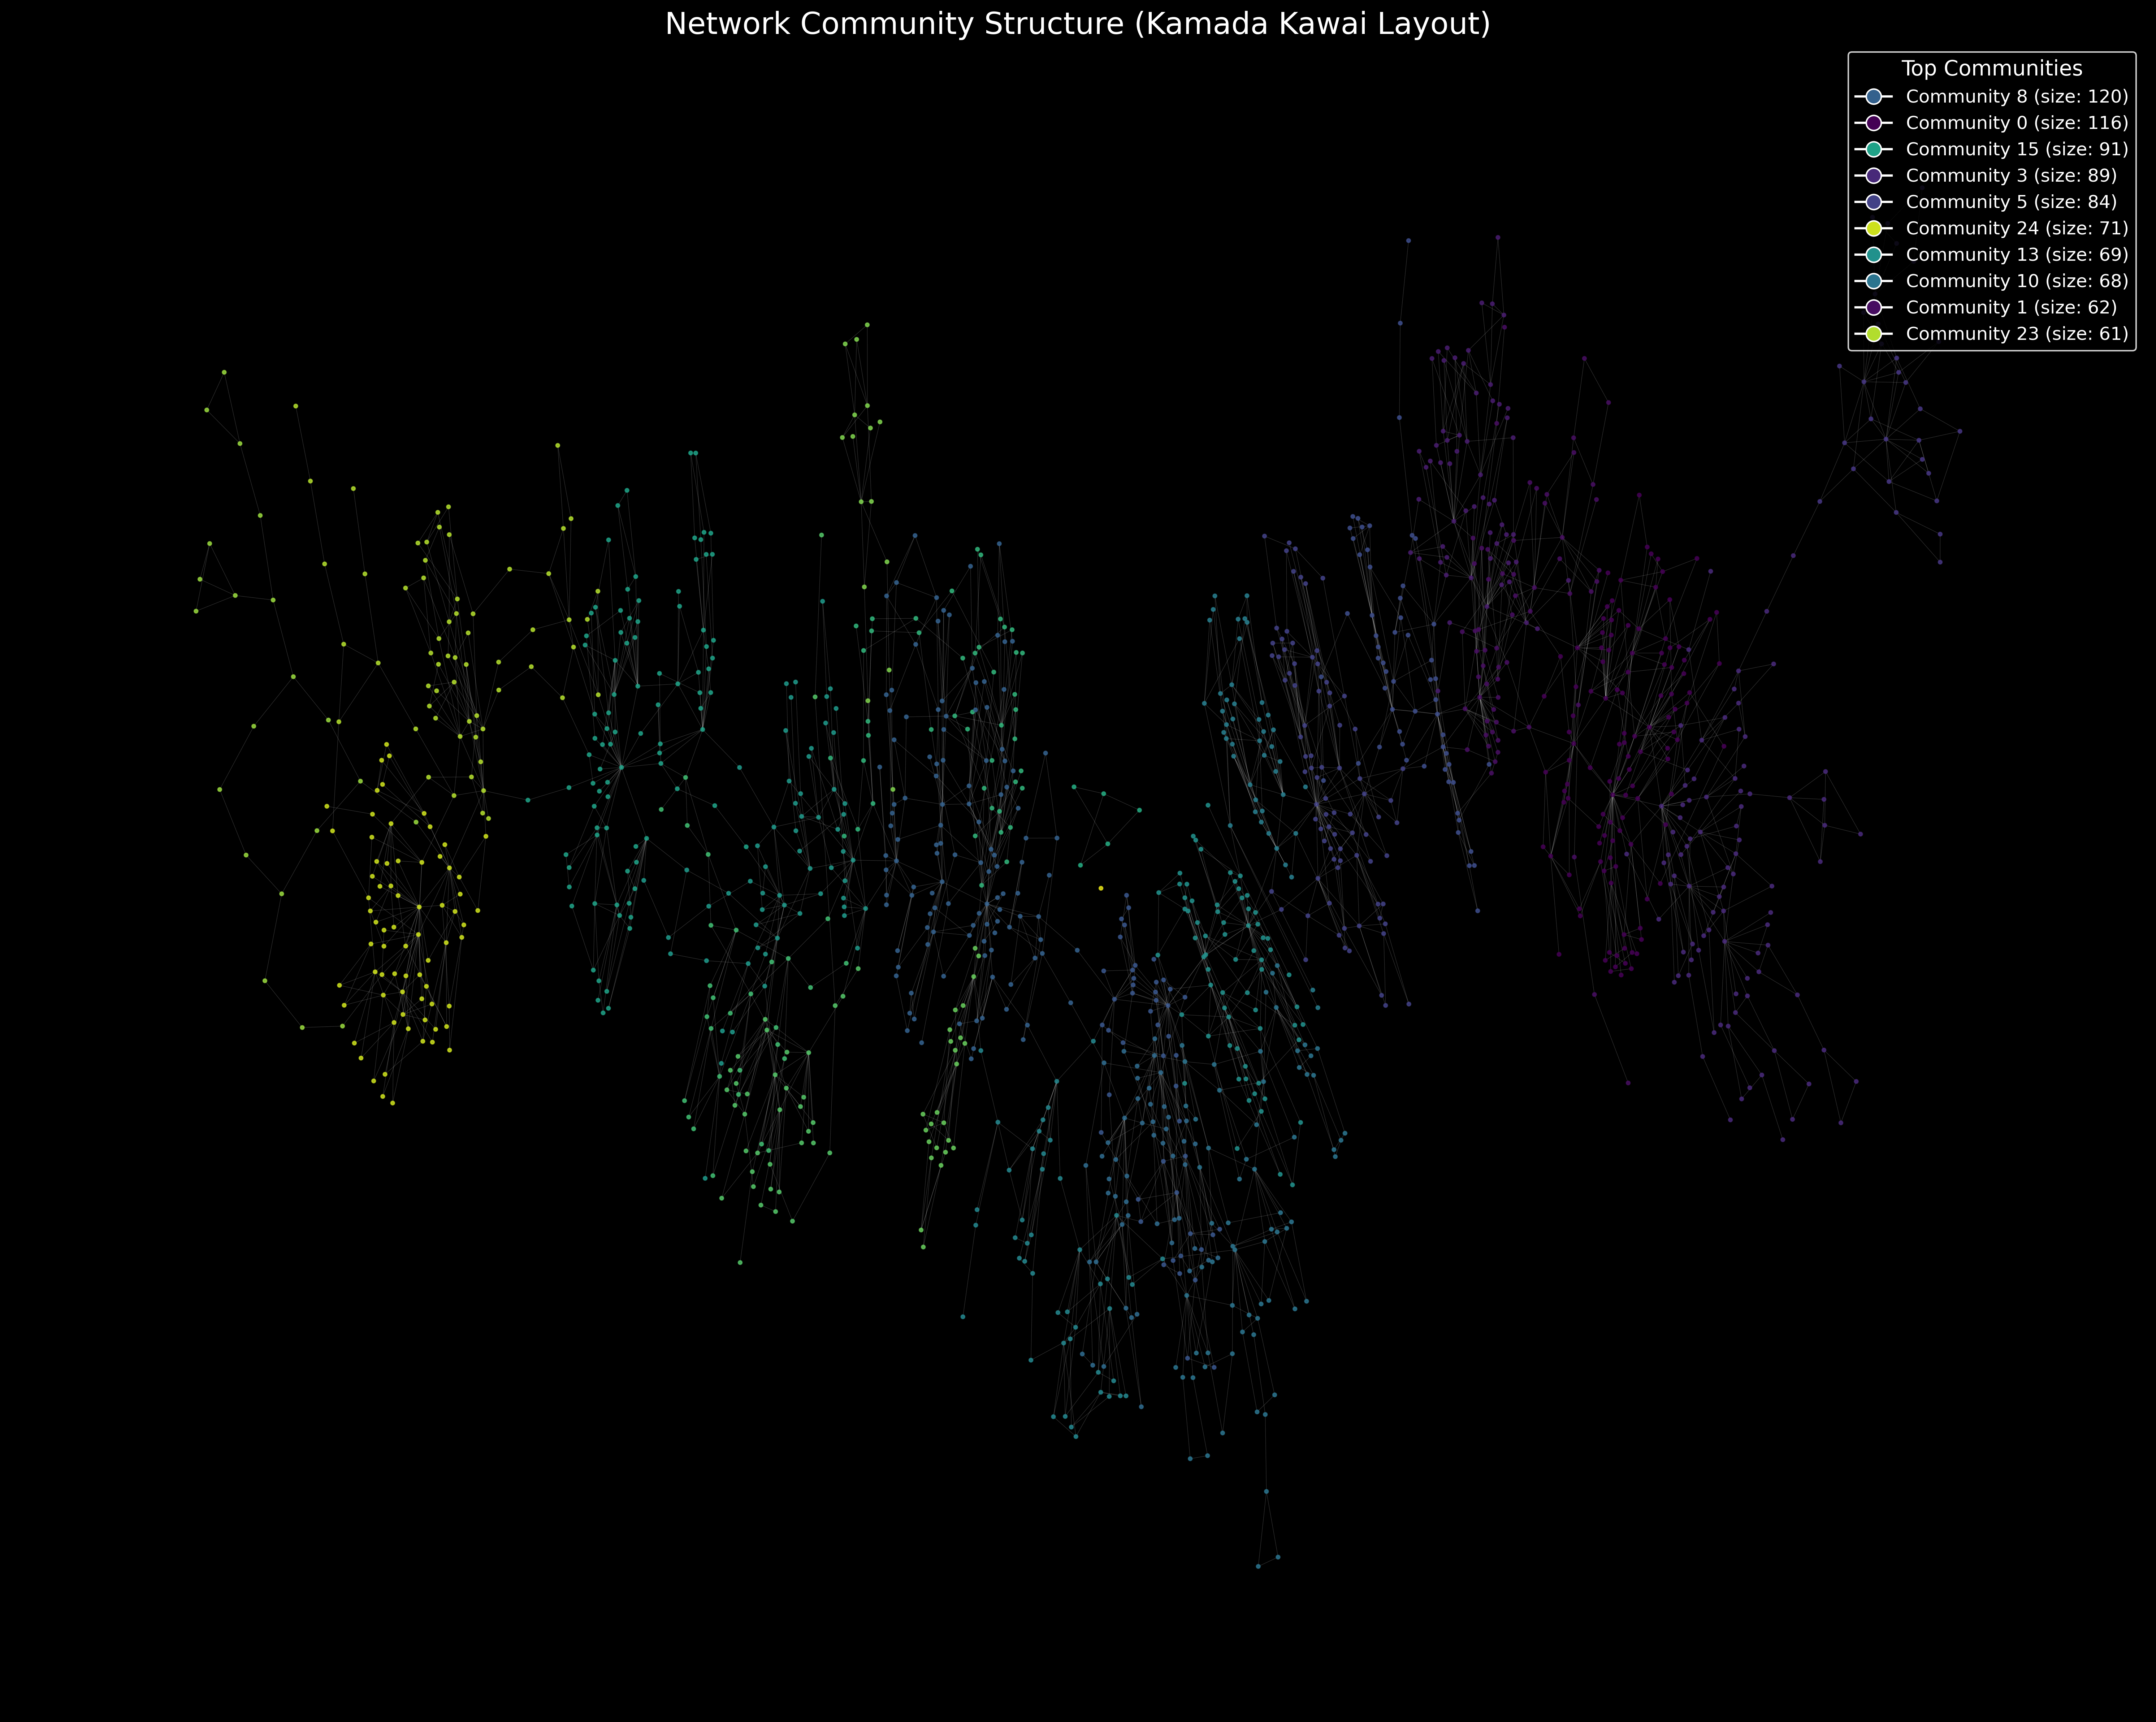 Network Community Structure (Kamada Kawai Layout)
Top Communities
Community 8 (size: 120)
Community 0 (size: 116)
Community 15 (size: 91)
Community 3 (size: 89)
Community 5 (size: 84)
Community 24 (size: 71)
Community 13 (size: 69)
Community 10 (size: 68)
Community 1 (size: 62)
Community 23 (size: 61)